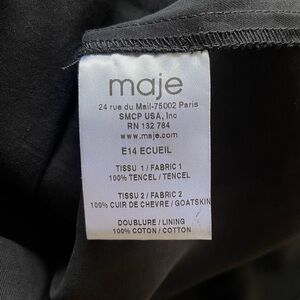 maje
24 rue du Mail-75002 Paris
SMCP USA, Inc
RN 132 784
www.maje.com
E14 ECUEIL
TISSU 1 / FABRIC 1
100% TENCEL / TENCEL
TISSU 2 / FABRIC 2
100% CUIR DE CHEVRE / GOATSKIN
DOUBLURE / LINING
100% COTON / COTTON